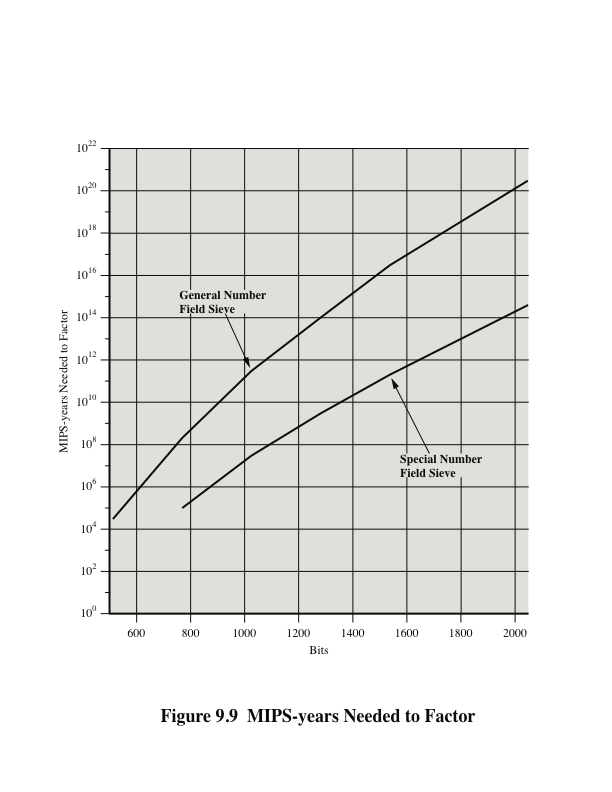 10^22
10^20
10^18
10^16
General Number
Field Sieve
10^14
10^12
10^10
10^8
Special Number
Field Sieve
10^6
10^4
10^2
10^0
MIPS-years Needed to Factor
600 800 1000 1200 1400 1600 1800 2000
Bits
Figure 9.9 MIPS-years Needed to Factor